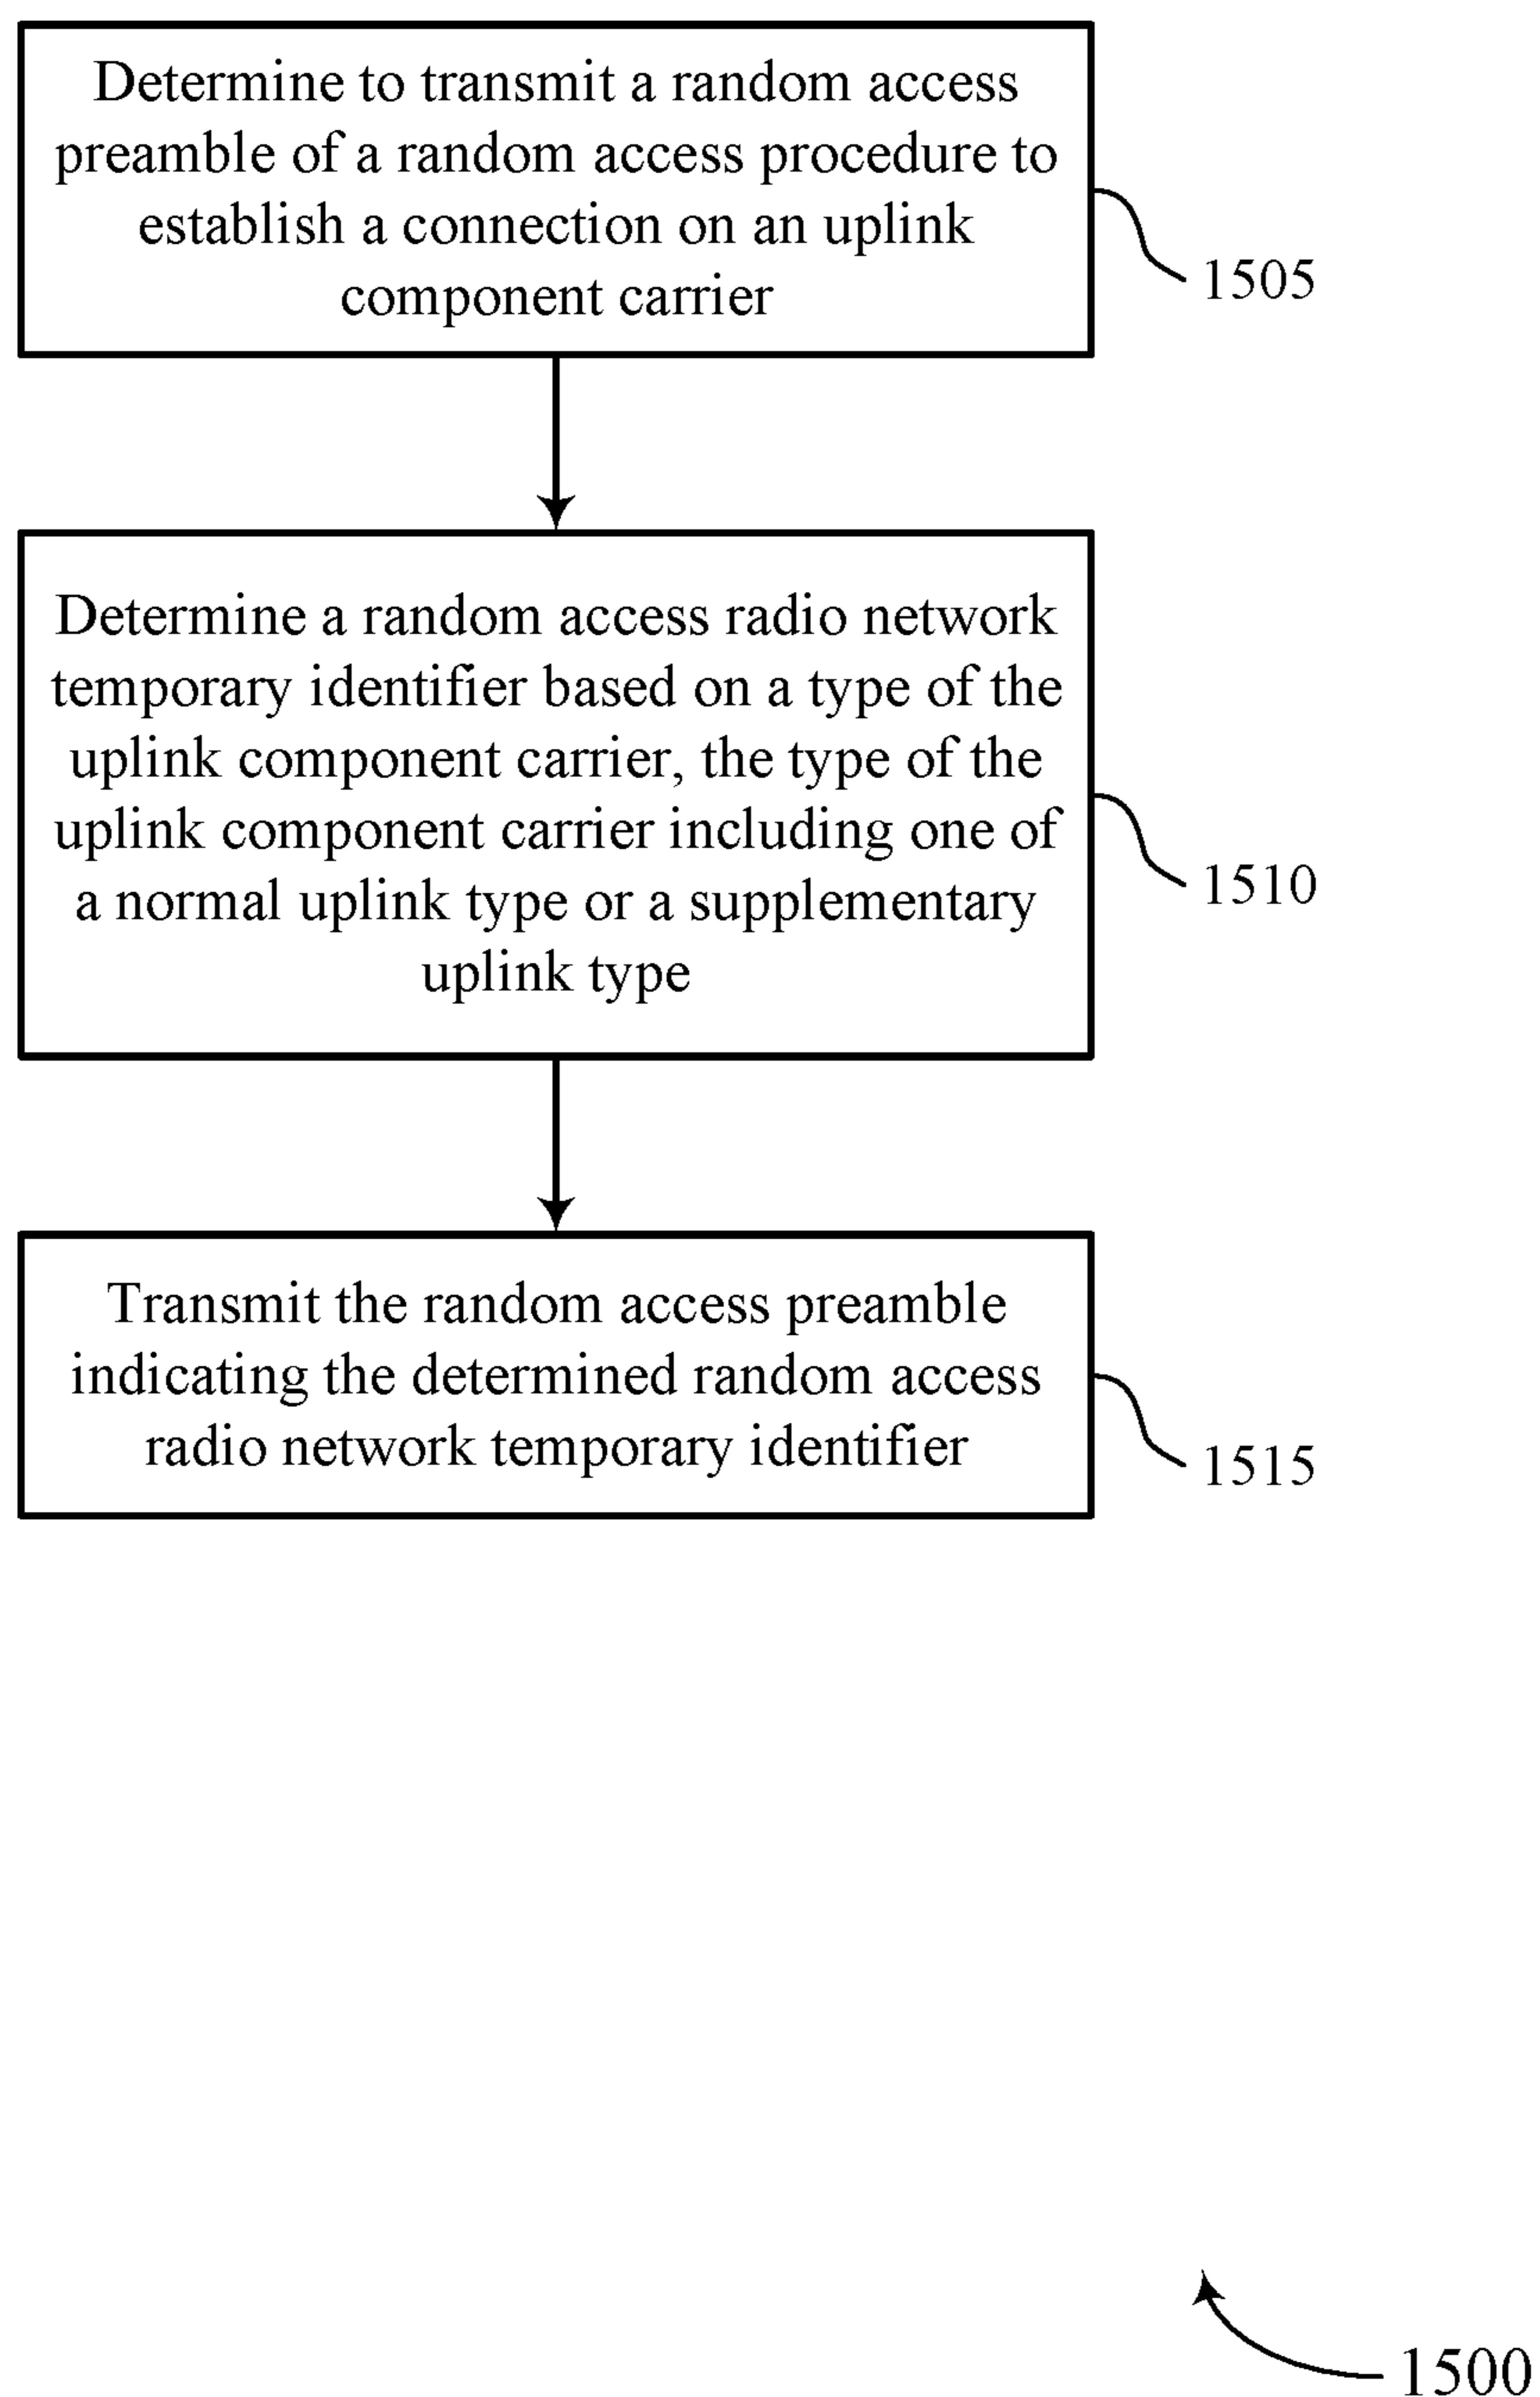 Determine to transmit a random access
preamble of a random access procedure to
establish a connection on an uplink
component carrier
1505
Determine a random access radio network
temporary identifier based on a type of the
uplink component carrier, the type of the
uplink component carrier including one of
a normal uplink type or a supplementary
uplink type
1510
Transmit the random access preamble
indicating the determined random access
radio network temporary identifier
1515
1500